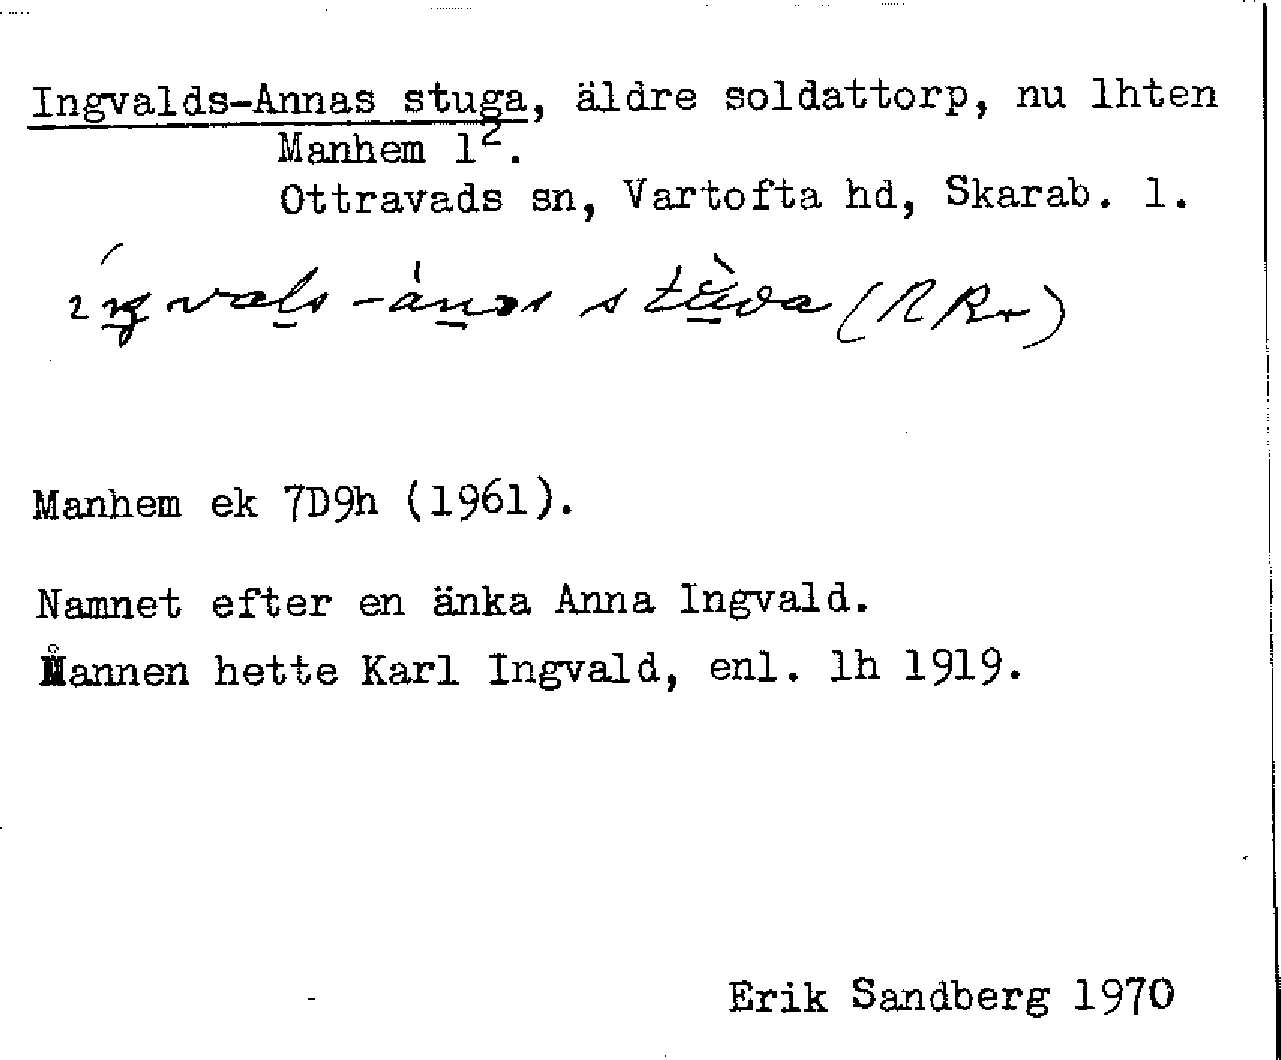 Ingvalds-Annas stuga, äldre soldattorp, nu lhten
Manhem 1².
Ottravads sn, Vartofta hd, Skarab. l.
(RRr)
Manhem ek 7D9h (1961).
Namnet efter en änka Anna Ingvald.
Mannen hette Karl Ingvald, enl. lh 1919.
Erik Sandberg 1970